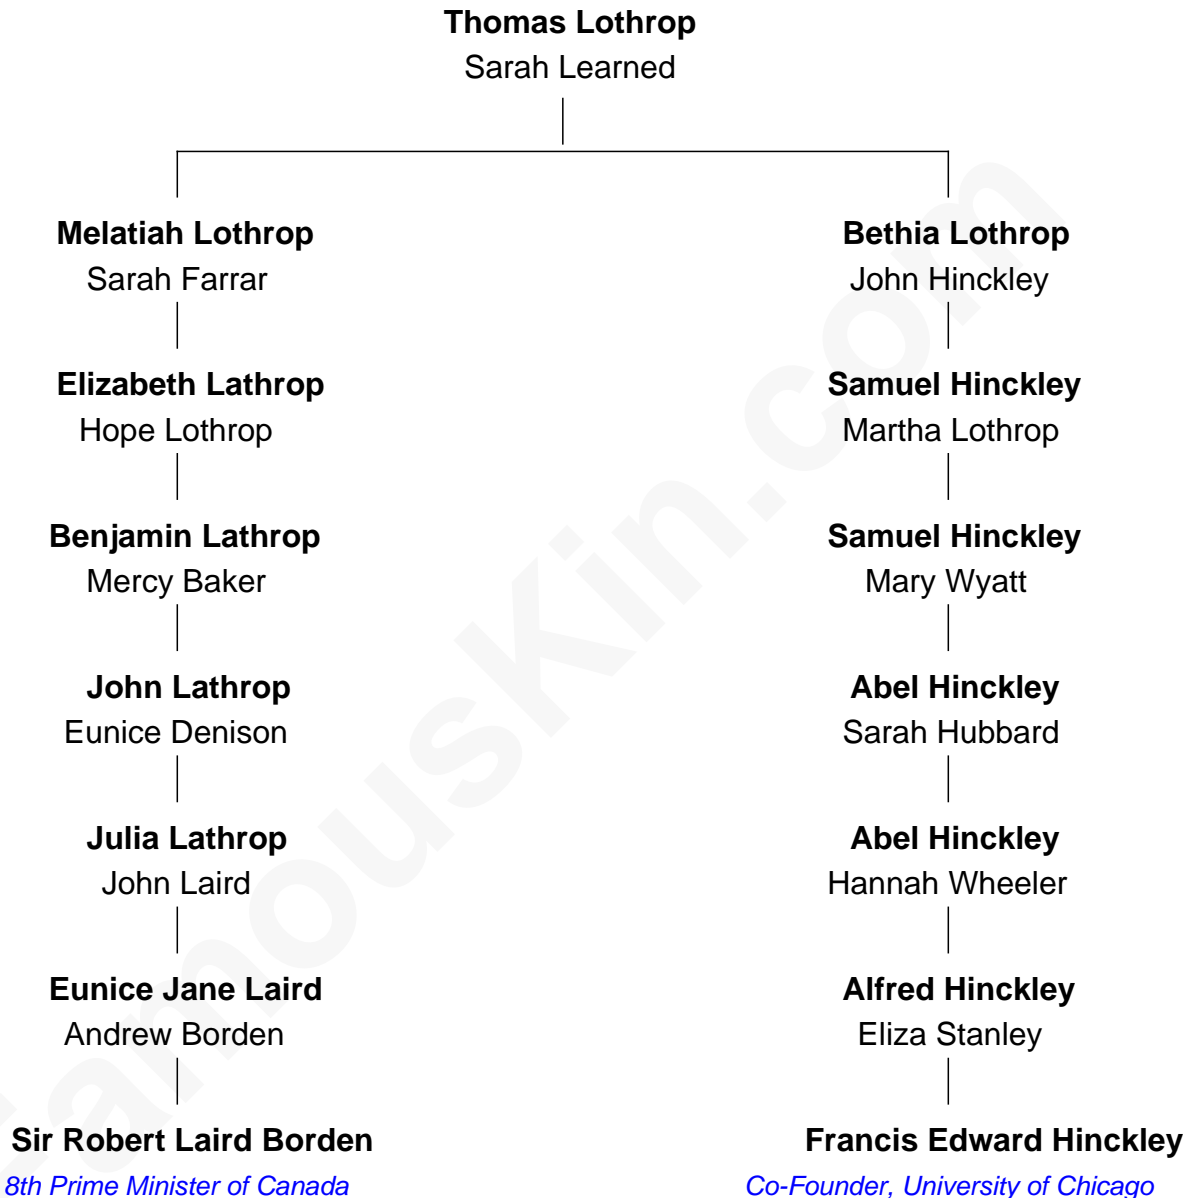 Thomas Lothrop
Sarah Learned
Melatiah Lothrop
Sarah Farrar
Bethia Lothrop
John Hinckley
Elizabeth Lathrop
Hope Lothrop
Samuel Hinckley
Martha Lothrop
Benjamin Lathrop
Mercy Baker
Samuel Hinckley
Mary Wyatt
John Lathrop
Eunice Denison
Abel Hinckley
Sarah Hubbard
Julia Lathrop
John Laird
Abel Hinckley
Hannah Wheeler
Eunice Jane Laird
Andrew Borden
Alfred Hinckley
Eliza Stanley
Sir Robert Laird Borden
8th Prime Minister of Canada
Francis Edward Hinckley
Co-Founder, University of Chicago
FamousKin.com